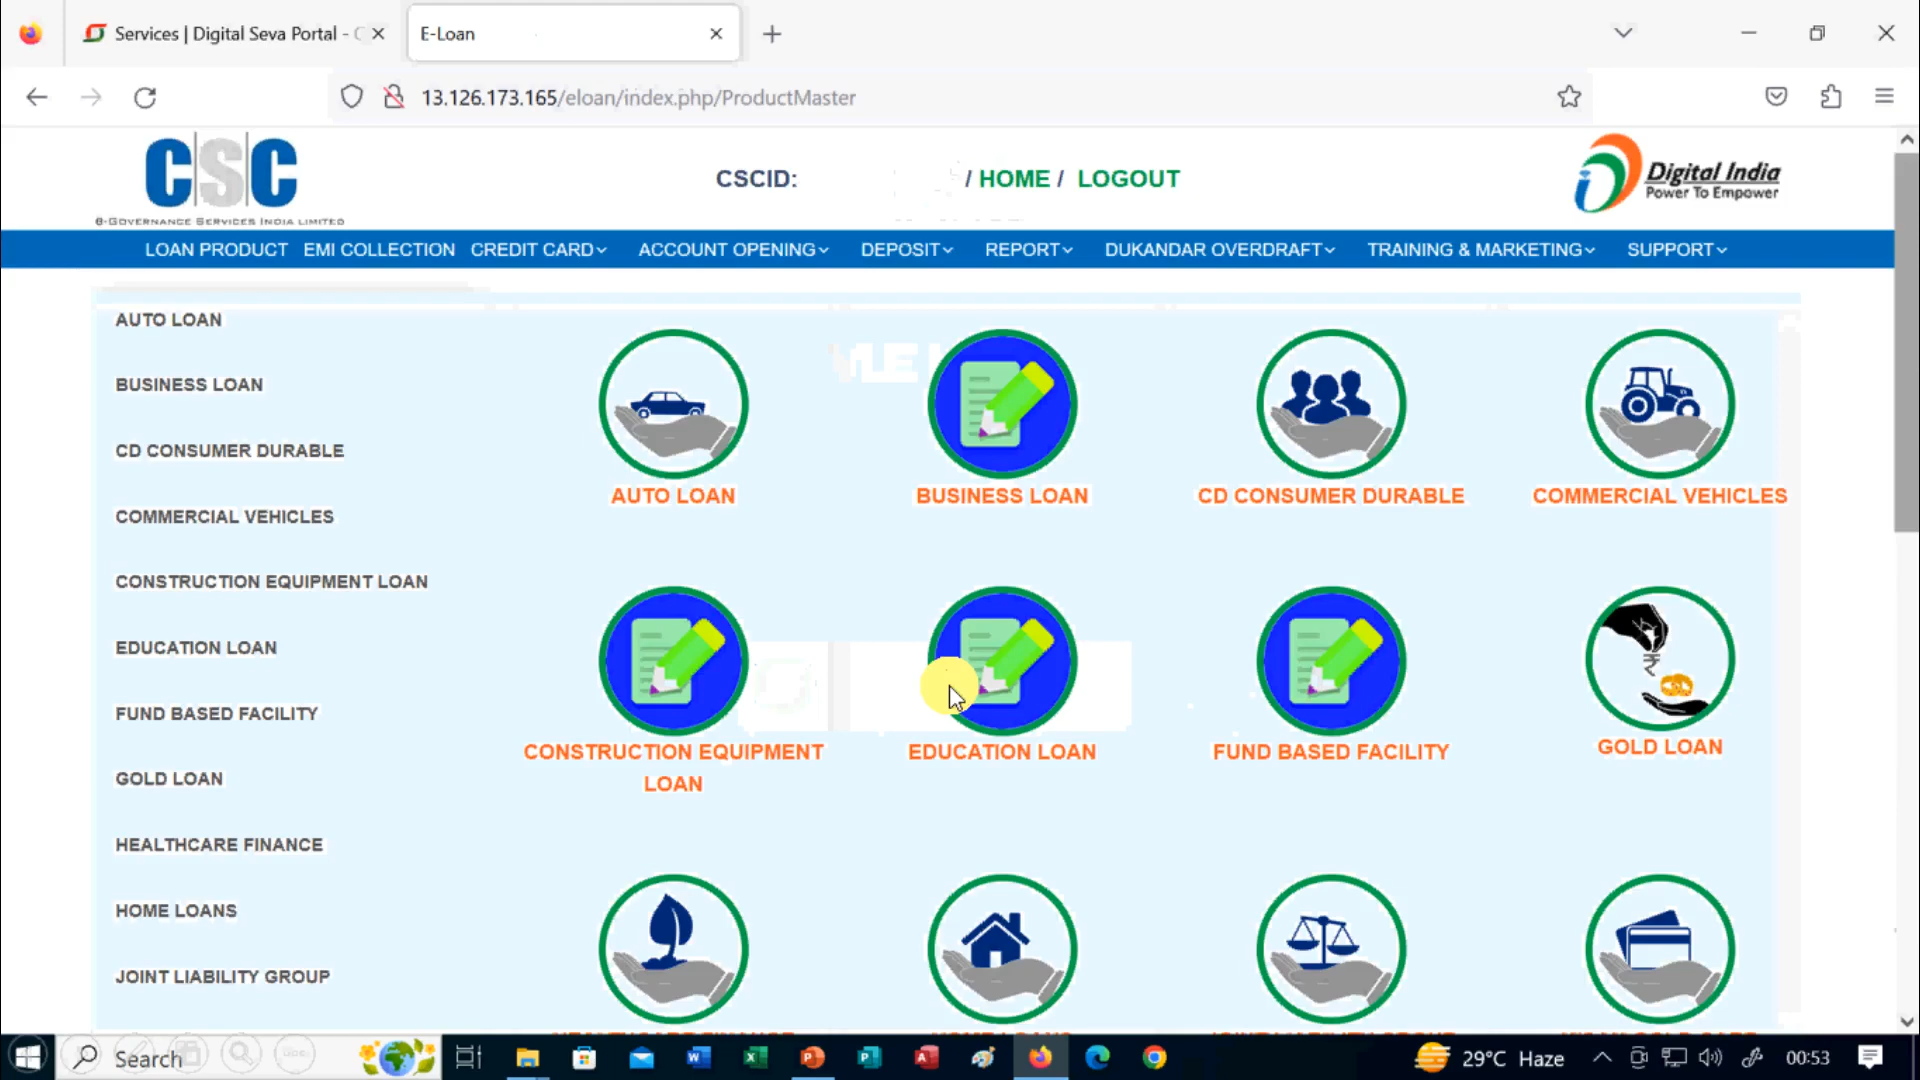 Services | Digital Seva Portal -
E-Loan
13.126.173.165/eloan/index.php/ProductMaster
CSC
e-Governance Services India Limited
CSCID: / HOME / LOGOUT
Digital India
Power To Empower
LOAN PRODUCT EMI COLLECTION CREDIT CARD ACCOUNT OPENING DEPOSIT REPORT DUKANDAR OVERDRAFT TRAINING & MARKETING SUPPORT
AUTO LOAN
BUSINESS LOAN
CD CONSUMER DURABLE
COMMERCIAL VEHICLES
CONSTRUCTION EQUIPMENT LOAN
EDUCATION LOAN
FUND BASED FACILITY
GOLD LOAN
HEALTHCARE FINANCE
HOME LOANS
JOINT LIABILITY GROUP
AUTO LOAN
BUSINESS LOAN
CD CONSUMER DURABLE
COMMERCIAL VEHICLES
CONSTRUCTION EQUIPMENT
LOAN
EDUCATION LOAN
FUND BASED FACILITY
GOLD LOAN
Search
29°C Haze
00:53